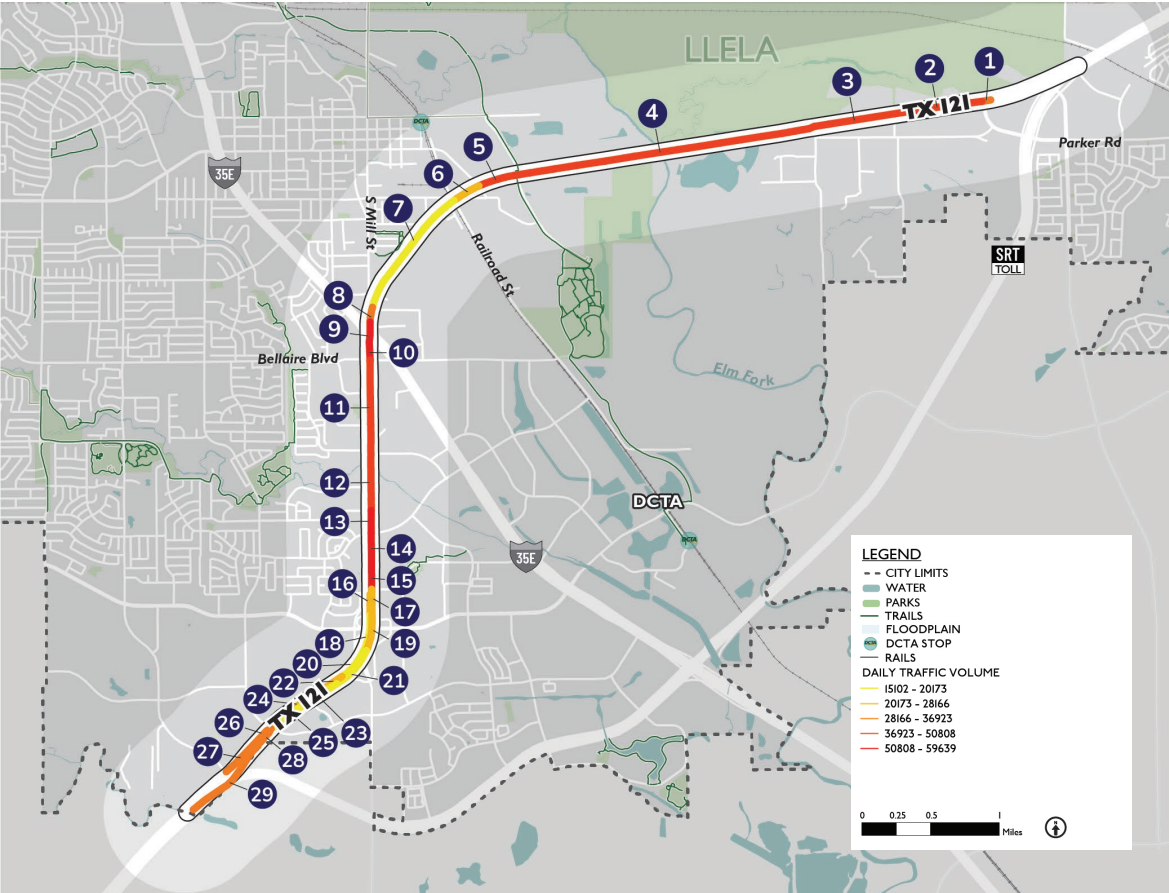 LLELA
1
2
3
TX 121
4
Parker Rd
DCTA
5
35E
6
7
S Mill St
Railroad St
SRT
TOLL
8
9
10
Bellaire Blvd
Elm Fork
11
12
DCTA
13
DCTA
14
35E
15
16
17
18
19
20
21
22
24
TX 121
23
25
26
27
28
29
LEGEND
CITY LIMITS
WATER
PARKS
TRAILS
FLOODPLAIN
DCTA DCTA STOP
RAILS
DAILY TRAFFIC VOLUME
15102 - 20173
20173 - 28166
28166 - 36923
36923 - 50808
50808 - 59639
0 0.25 0.5 1
Miles
N